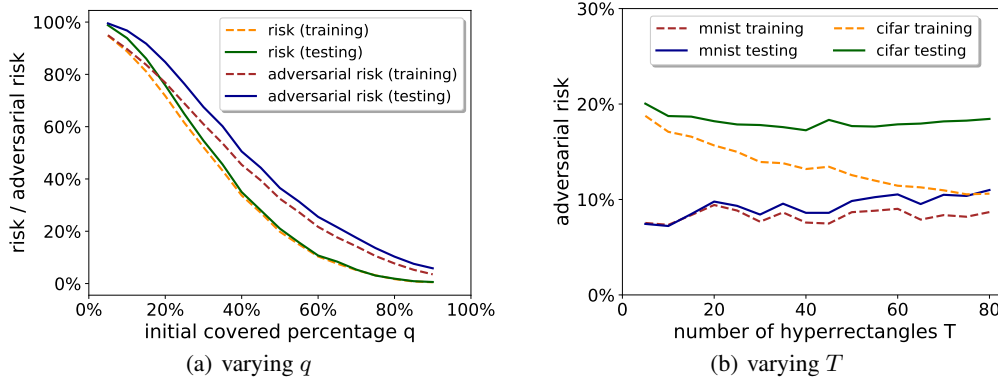 100%
80%
60%
40%
20%
0%
risk / adversarial risk
risk (training)
risk (testing)
adversarial risk (training)
adversarial risk (testing)
0% 20% 40% 60% 80% 100%
initial covered percentage q
(a) varying q
30%
20%
10%
0%
adversarial risk
mnist training cifar training
mnist testing cifar testing
0 20 40 60 80
number of hyperrectangles T
(b) varying T